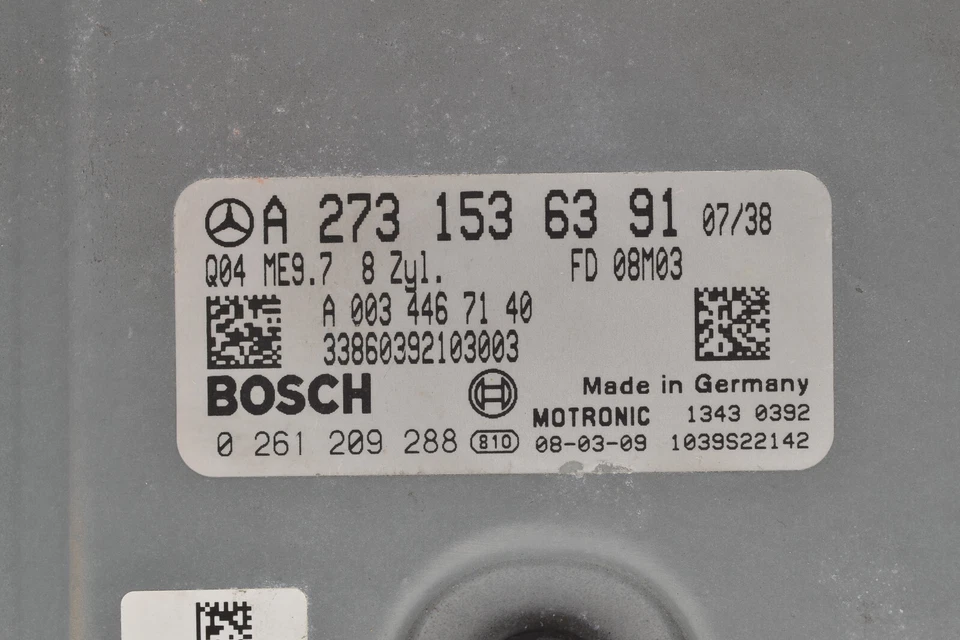 A 273 153 63 91 07/38
Q04 ME9.7 8 Zyl. FD 08M03
A 003 446 71 40
33860392103003
BOSCH
Made in Germany
MOTRONIC 1343 0392
0 261 209 288 810 08-03-09 1039S22142